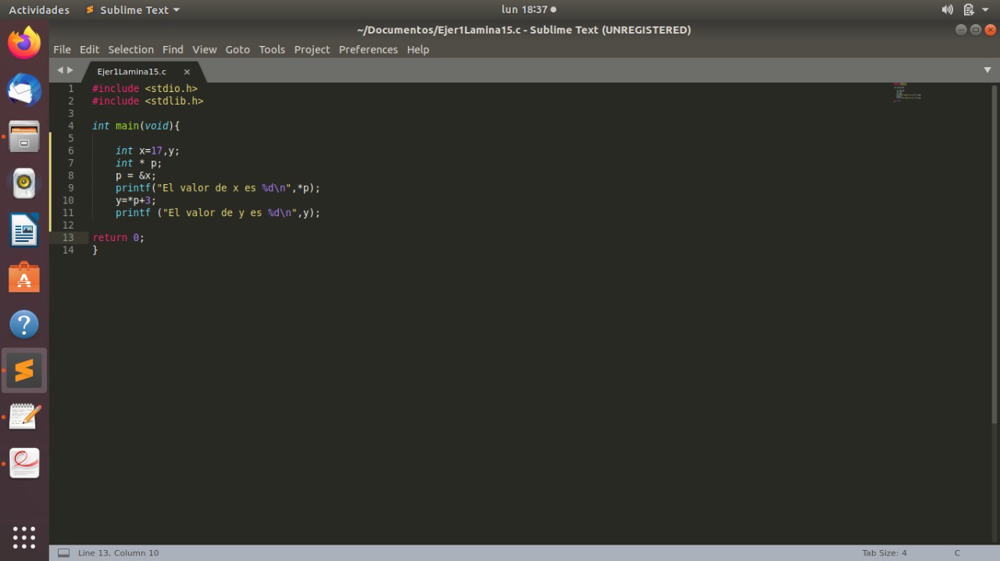 Actividades Sublime Text lun 18:37
~/Documentos/Ejer1Lamina15.c - Sublime Text (UNREGISTERED)
File Edit Selection Find View Goto Tools Project Preferences Help
Ejer1Lamina15.c ×
1 #include <stdio.h>
2 #include <stdlib.h>
3
4 int main(void){
5
6 int x=17,y;
7 int * p;
8 p = &x;
9 printf("El valor de x es %d\n",*p);
10 y=*p+3;
11 printf ("El valor de y es %d\n",y);
12
13 return 0;
14 }
Line 13, Column 10 Tab Size: 4 C